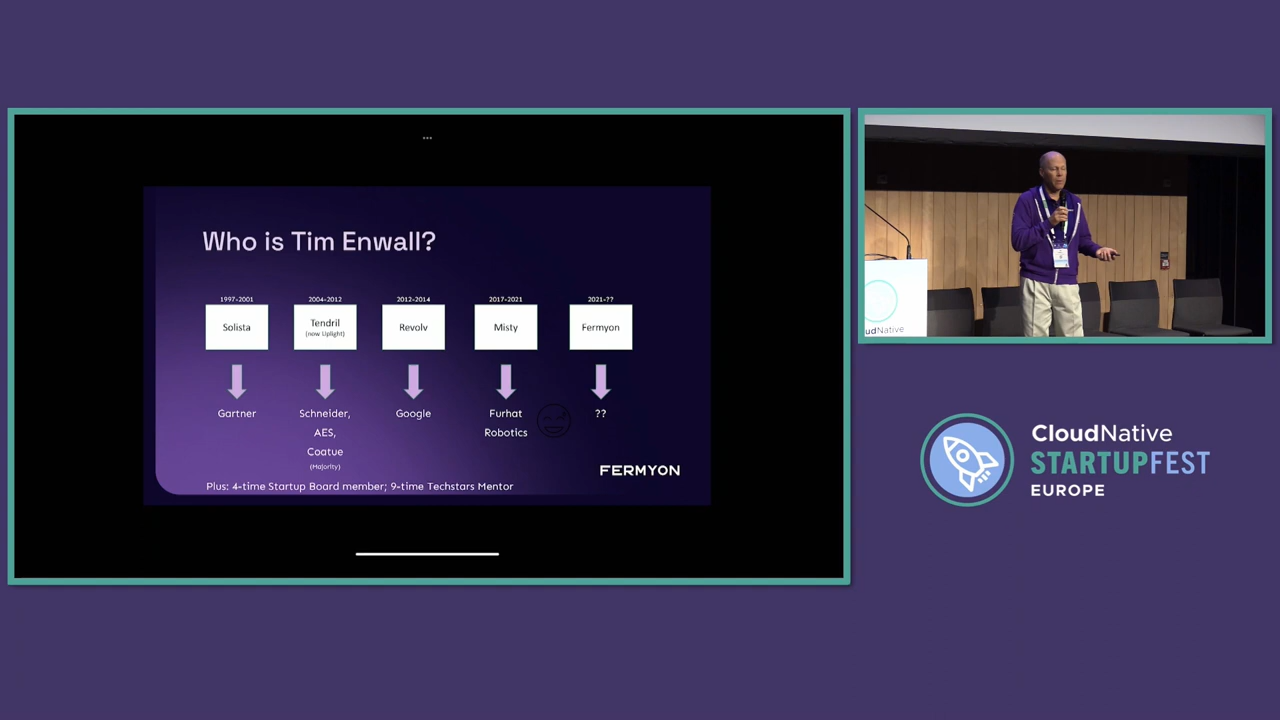 ...
Who is Tim Enwall?
1997-2001
2004-2012
2012-2014
2017-2021
2021-??
Solista
Tendril
(now Uplight)
Revolv
Misty
Fermyon
Gartner
Schneider,
AES,
Coatue
(Majority)
Google
Furhat
Robotics
??
FERMYON
Plus: 4-time Startup Board member; 9-time Techstars Mentor
udNative
CloudNative
STARTUPFEST
EUROPE